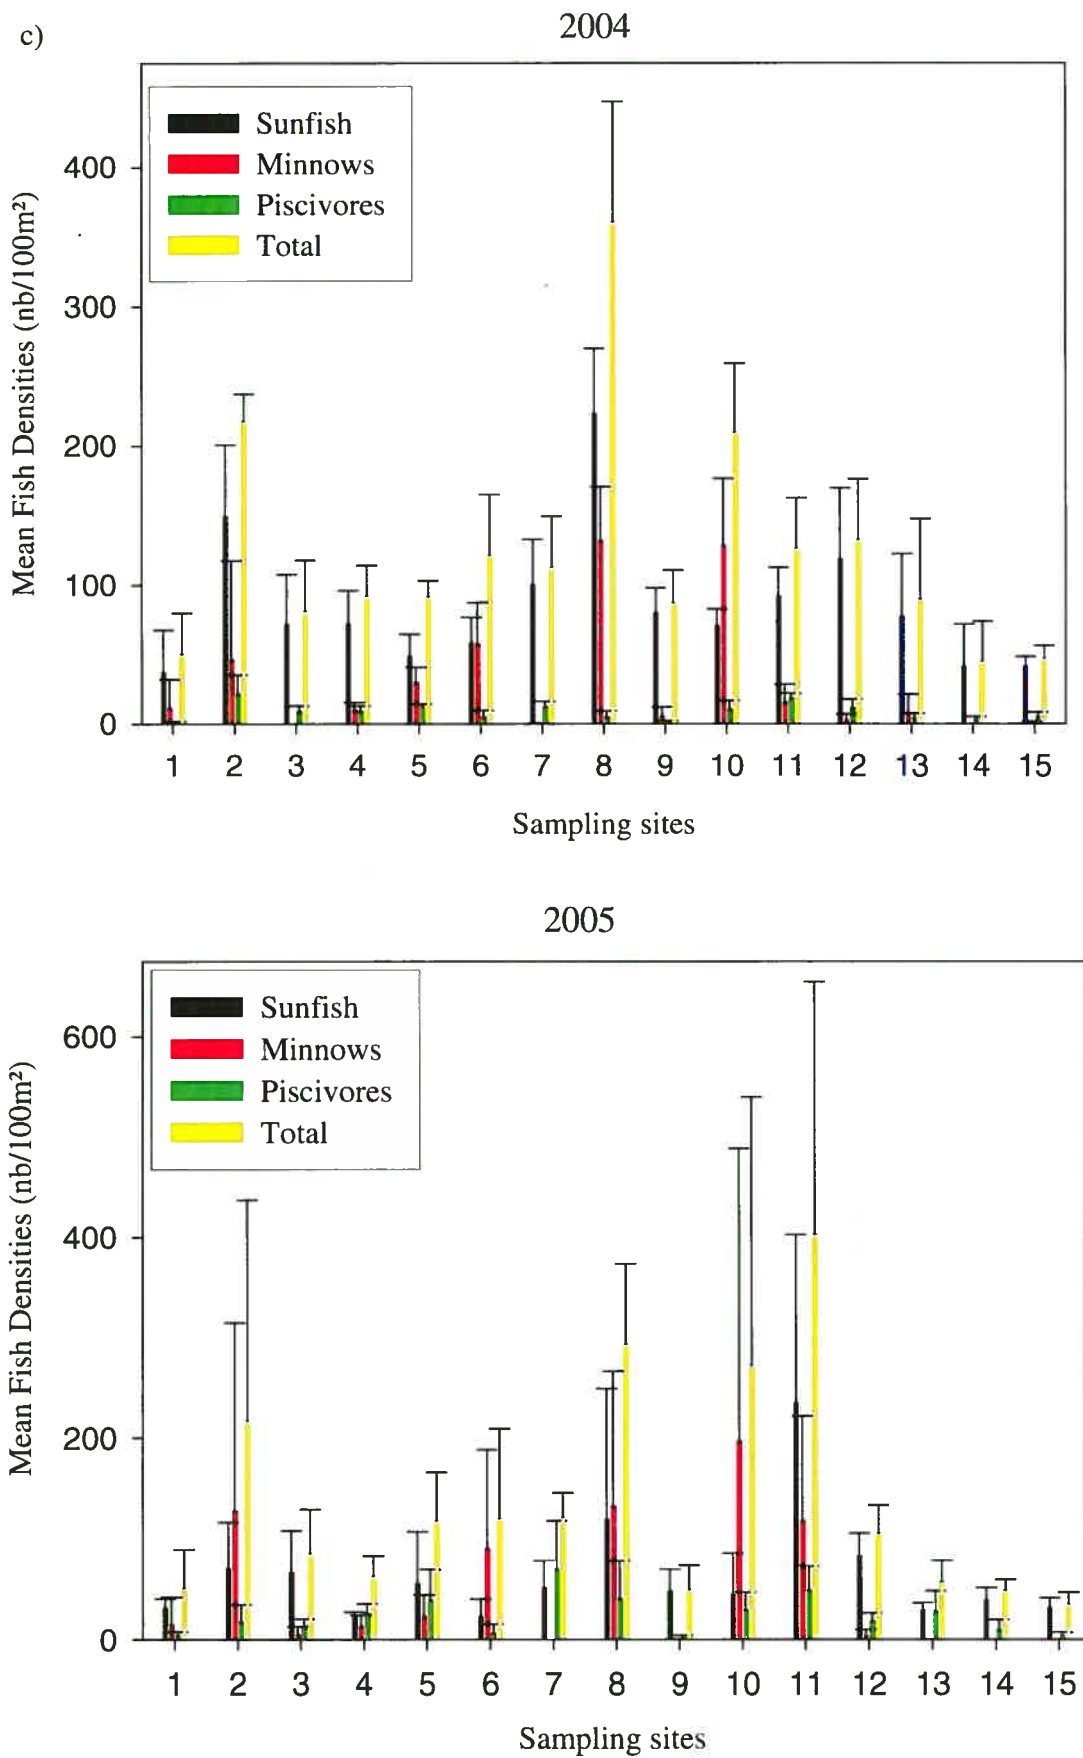 c)
2004
Sunfish
Minnows
Piscivores
Total
Mean Fish Densities (nb/100m²)
400
300
200
100
0
1 2 3 4 5 6 7 8 9 10 11 12 13 14 15
Sampling sites
2005
Sunfish
Minnows
Piscivores
Total
Mean Fish Densities (nb/100m²)
600
400
200
0
1 2 3 4 5 6 7 8 9 10 11 12 13 14 15
Sampling sites